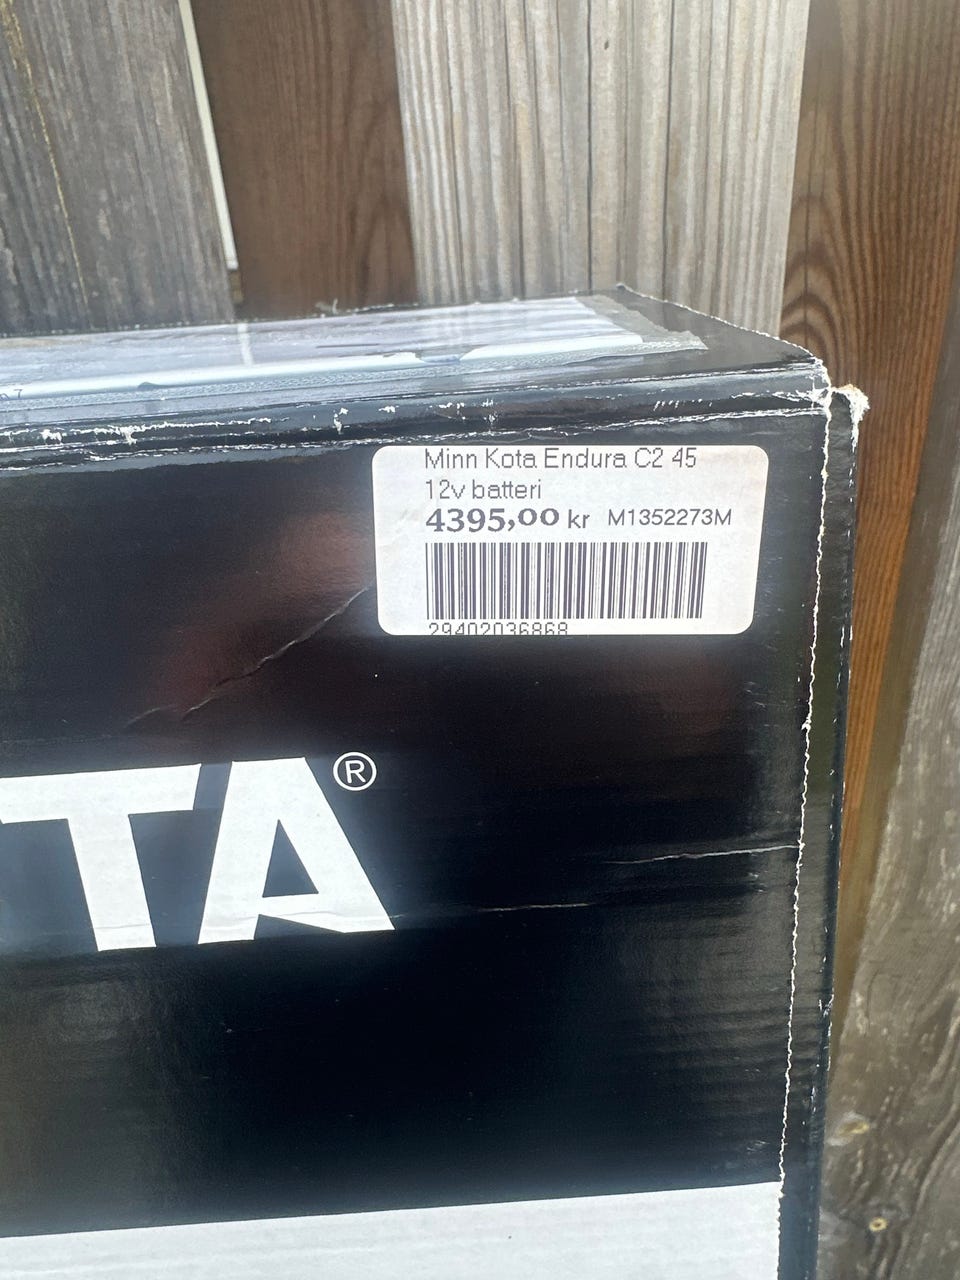 Minn Kota Endura C2 45
12v batteri
4395,00 kr M1352273M
29402036868
TA®